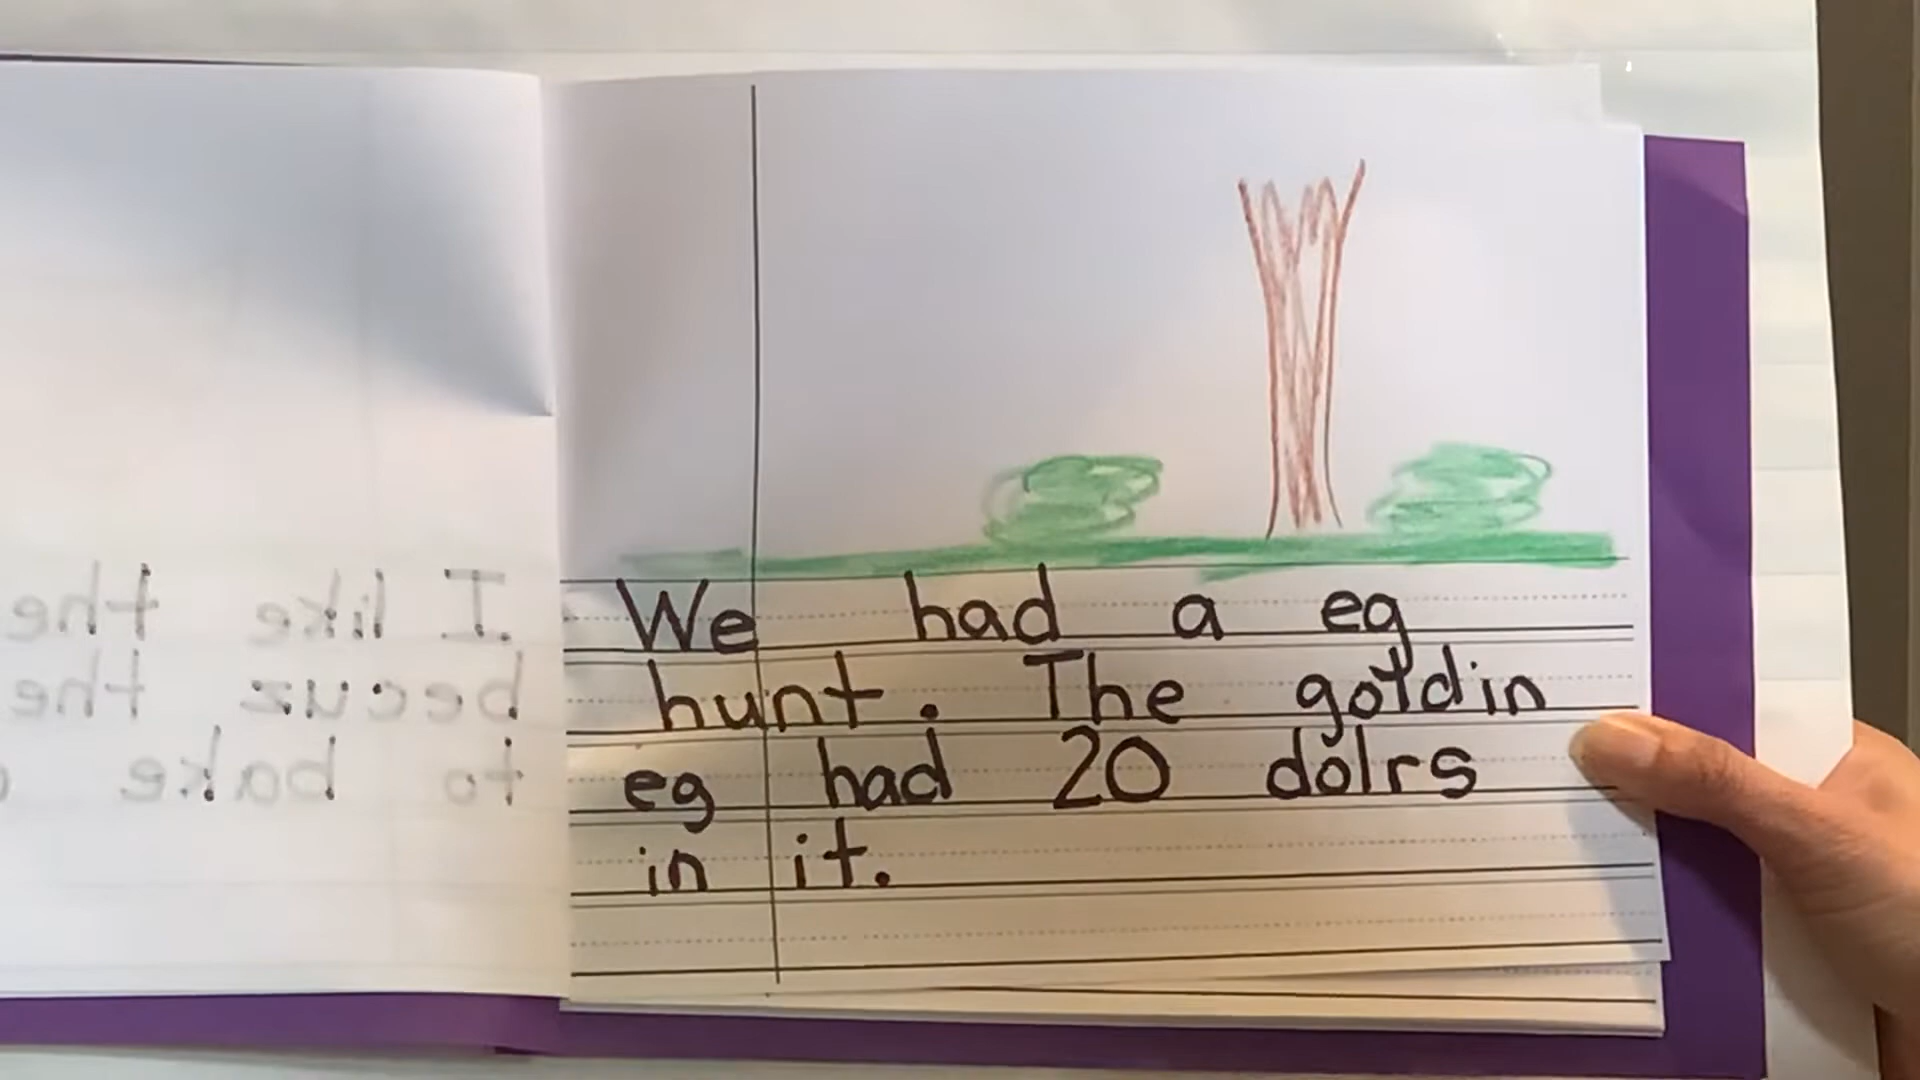 I like the
becuz the
to bake
We had a eg
hunt. The goldin
eg had 20 dolrs
in it.